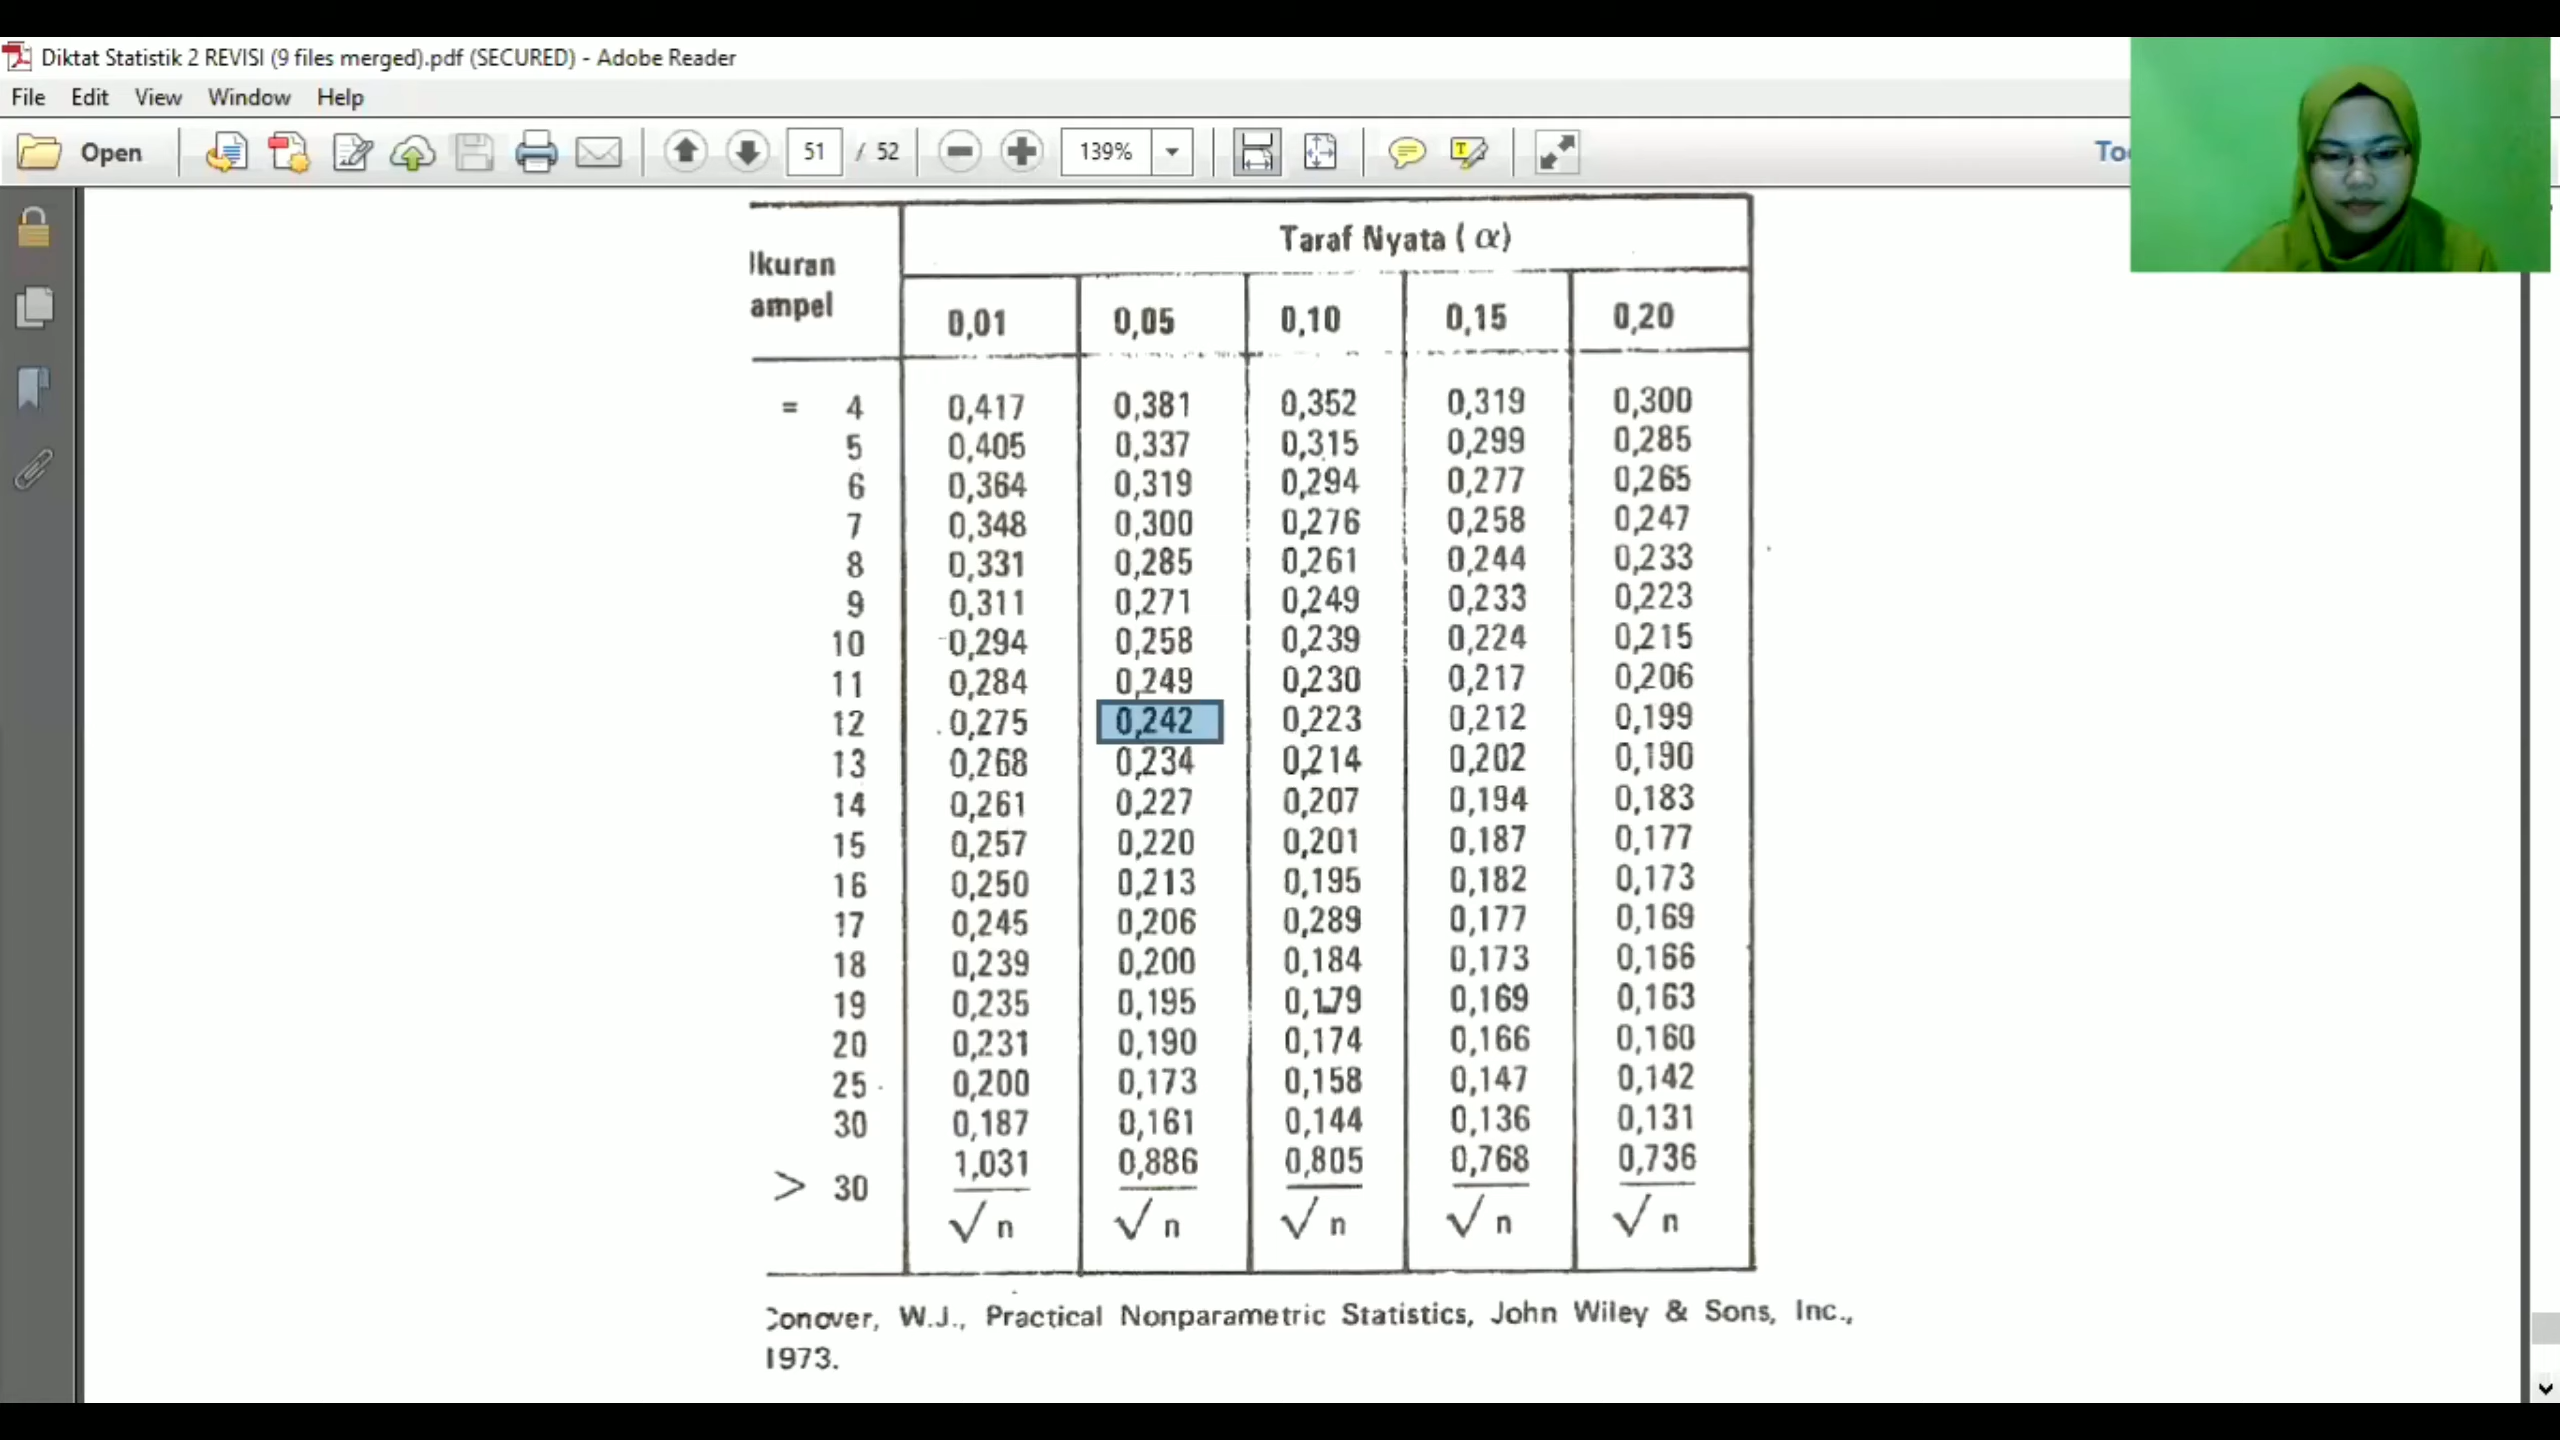 Diktat Statistik 2 REVISI (9 files merged).pdf (SECURED) - Adobe Reader
File Edit View Window Help
Open 51 / 52 139%
Taraf Nyata ( α )
kuran
ampel
0,01 0,05 0,10 0,15 0,20
= 4 0,417 0,381 0,352 0,319 0,300
5 0,405 0,337 0,315 0,299 0,285
6 0,364 0,319 0,294 0,277 0,265
7 0,348 0,300 0,276 0,258 0,247
8 0,331 0,285 0,261 0,244 0,233
9 0,311 0,271 0,249 0,233 0,223
10 0,294 0,258 0,239 0,224 0,215
11 0,284 0,249 0,230 0,217 0,206
12 0,275 0,242 0,223 0,212 0,199
13 0,268 0,234 0,214 0,202 0,190
14 0,261 0,227 0,207 0,194 0,183
15 0,257 0,220 0,201 0,187 0,177
16 0,250 0,213 0,195 0,182 0,173
17 0,245 0,206 0,289 0,177 0,169
18 0,239 0,200 0,184 0,173 0,166
19 0,235 0,195 0,179 0,169 0,163
20 0,231 0,190 0,174 0,166 0,160
25 0,200 0,173 0,158 0,147 0,142
30 0,187 0,161 0,144 0,136 0,131
1,031 0,886 0,805 0,768 0,736
> 30
√ n √ n √ n √ n √ n
Conover, W.J., Practical Nonparametric Statistics, John Wiley & Sons, Inc.,
1973.